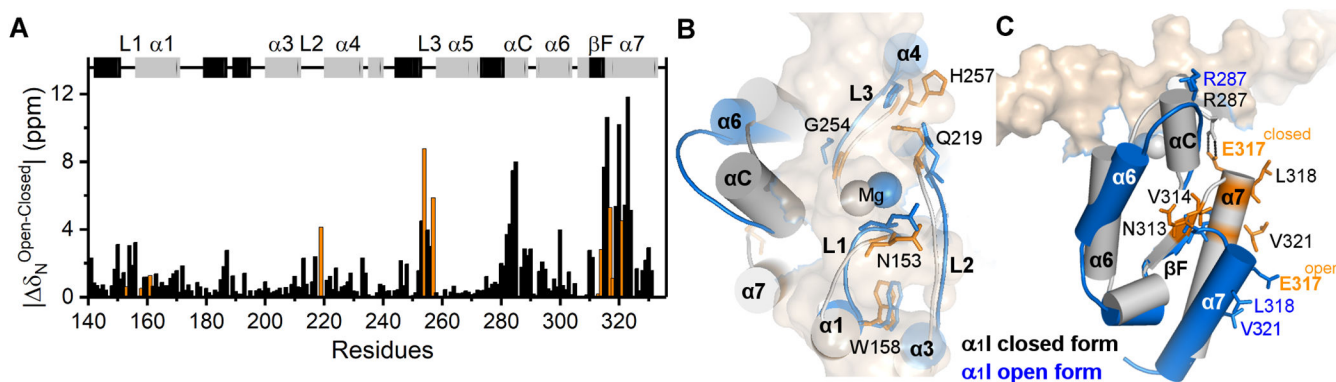 A
L1 α1 α3 L2 α4 L3 α5 αC α6 βF α7
|Δδ_N^Open-Closed| (ppm)
12
8
4
0
140 160 180 200 220 240 260 280 300 320
Residues
B
α4
H257
L3
α6
G254
Q219
αC
Mg
L1
N153
L2
α7
α1
W158
α3
C
R287
R287
αC
E317^closed
α6
α7
L318
V314
N313
V321
α6
βF
E317^open
α7
L318
V321
α₁I closed form
α₁I open form